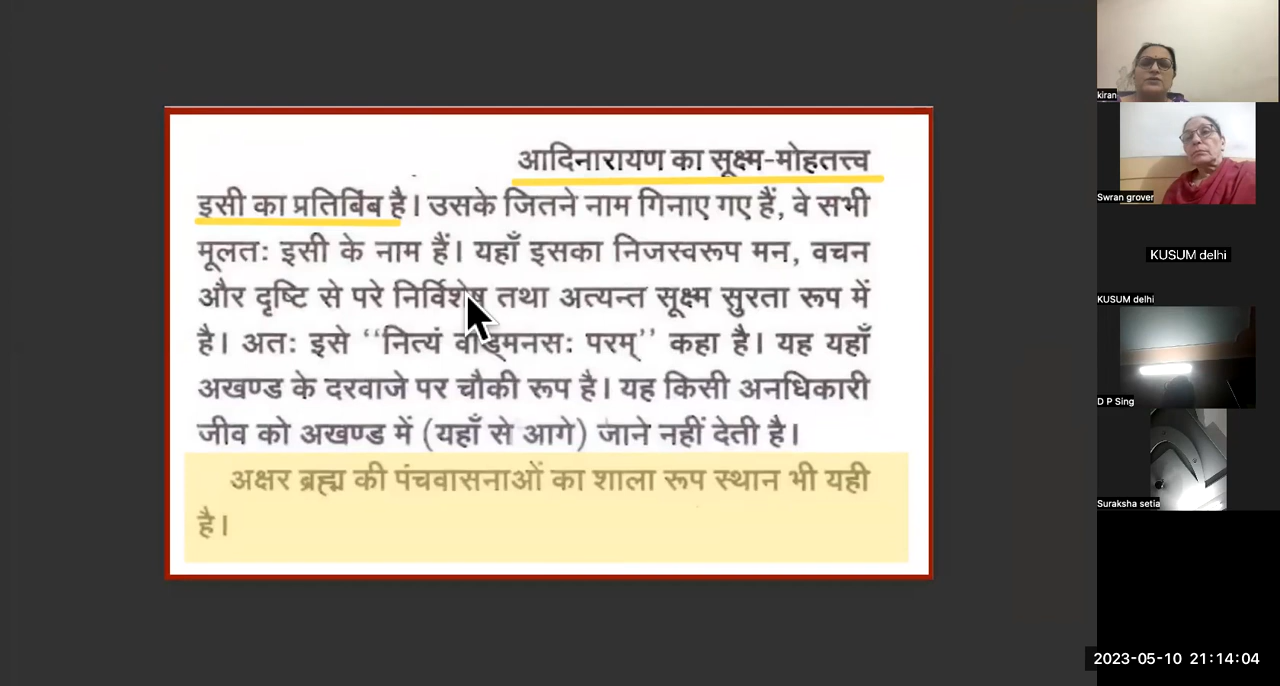 आदिनारायण का सूक्ष्म-मोहतत्त्व
इसी का प्रतिबिंब है। उसके जितने नाम गिनाए गए हैं, वे सभी
मूलतः इसी के नाम हैं। यहाँ इसका निजस्वरूप मन, वचन
और दृष्टि से परे निर्विशेष तथा अत्यन्त सूक्ष्म सुरता रूप में
है। अतः इसे ‘‘नित्यं वाङ्मनसः परम्’’ कहा है। यह यहाँ
अखण्ड के दरवाजे पर चौकी रूप है। यह किसी अनधिकारी
जीव को अखण्ड में (यहाँ से आगे) जाने नहीं देती है।
अक्षर ब्रह्म की पंचवासनाओं का शाला रूप स्थान भी यही
है।
kiran
Swran grover
KUSUM delhi
KUSUM delhi
D P Sing
Suraksha setia
2023-05-10 21:14:04